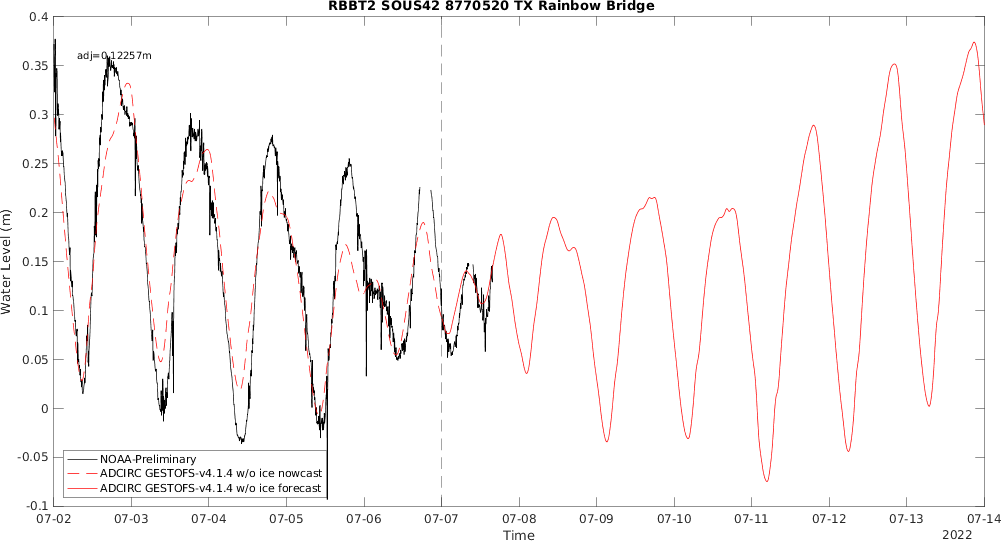 RBBT2 SOUS42 8770520 TX Rainbow Bridge
adj=0.12257m
0.4
0.35
0.3
0.25
0.2
0.15
0.1
0.05
0
-0.05
-0.1
Water Level (m)
NOAA-Preliminary
ADCIRC GESTOFS-v4.1.4 w/o ice nowcast
ADCIRC GESTOFS-v4.1.4 w/o ice forecast
07-02 07-03 07-04 07-05 07-06 07-07 07-08 07-09 07-10 07-11 07-12 07-13 07-14
Time
2022